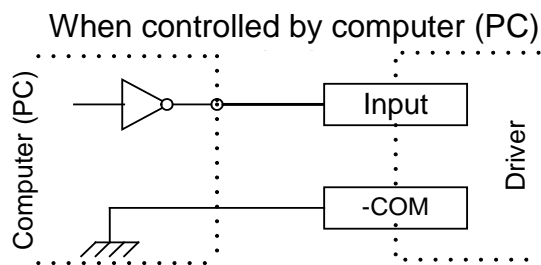 When controlled by computer (PC)
Computer (PC)
Input
-COM
Driver